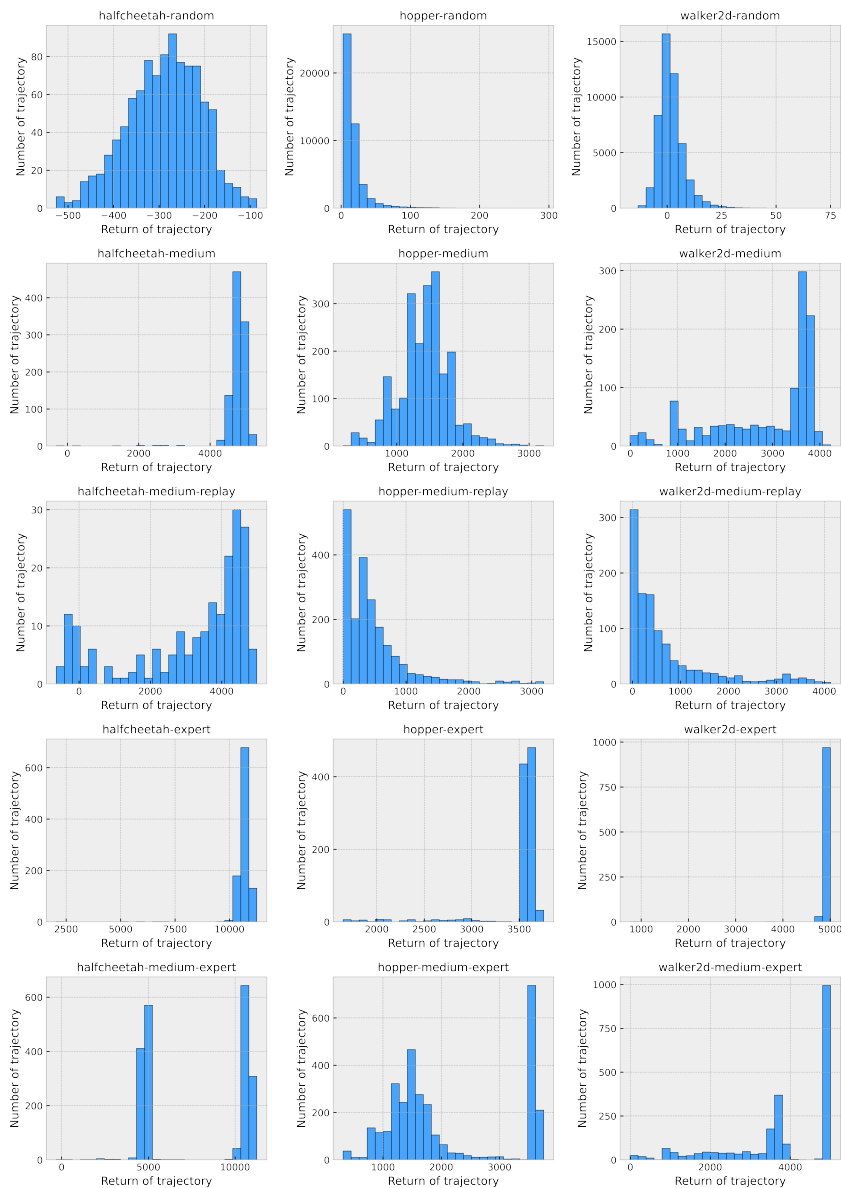 halfcheetah-random
Number of trajectory
80
60
40
20
0
−500 −400 −300 −200 −100
Return of trajectory
hopper-random
Number of trajectory
20000
10000
0
0 100 200 300
Return of trajectory
walker2d-random
Number of trajectory
15000
10000
5000
0
0 25 50 75
Return of trajectory
halfcheetah-medium
Number of trajectory
400
300
200
100
0
0 2000 4000
Return of trajectory
hopper-medium
Number of trajectory
300
200
100
0
1000 2000 3000
Return of trajectory
walker2d-medium
Number of trajectory
300
200
100
0
0 1000 2000 3000 4000
Return of trajectory
halfcheetah-medium-replay
Number of trajectory
30
20
10
0
0 2000 4000
Return of trajectory
hopper-medium-replay
Number of trajectory
400
200
0
0 1000 2000 3000
Return of trajectory
walker2d-medium-replay
Number of trajectory
300
200
100
0
0 1000 2000 3000 4000
Return of trajectory
halfcheetah-expert
Number of trajectory
600
400
200
0
2500 5000 7500 10000
Return of trajectory
hopper-expert
Number of trajectory
400
200
0
2000 2500 3000 3500
Return of trajectory
walker2d-expert
Number of trajectory
1000
750
500
250
0
1000 2000 3000 4000 5000
Return of trajectory
halfcheetah-medium-expert
Number of trajectory
600
400
200
0
0 5000 10000
Return of trajectory
hopper-medium-expert
Number of trajectory
600
400
200
0
1000 2000 3000
Return of trajectory
walker2d-medium-expert
Number of trajectory
1000
750
500
250
0
0 2000 4000
Return of trajectory